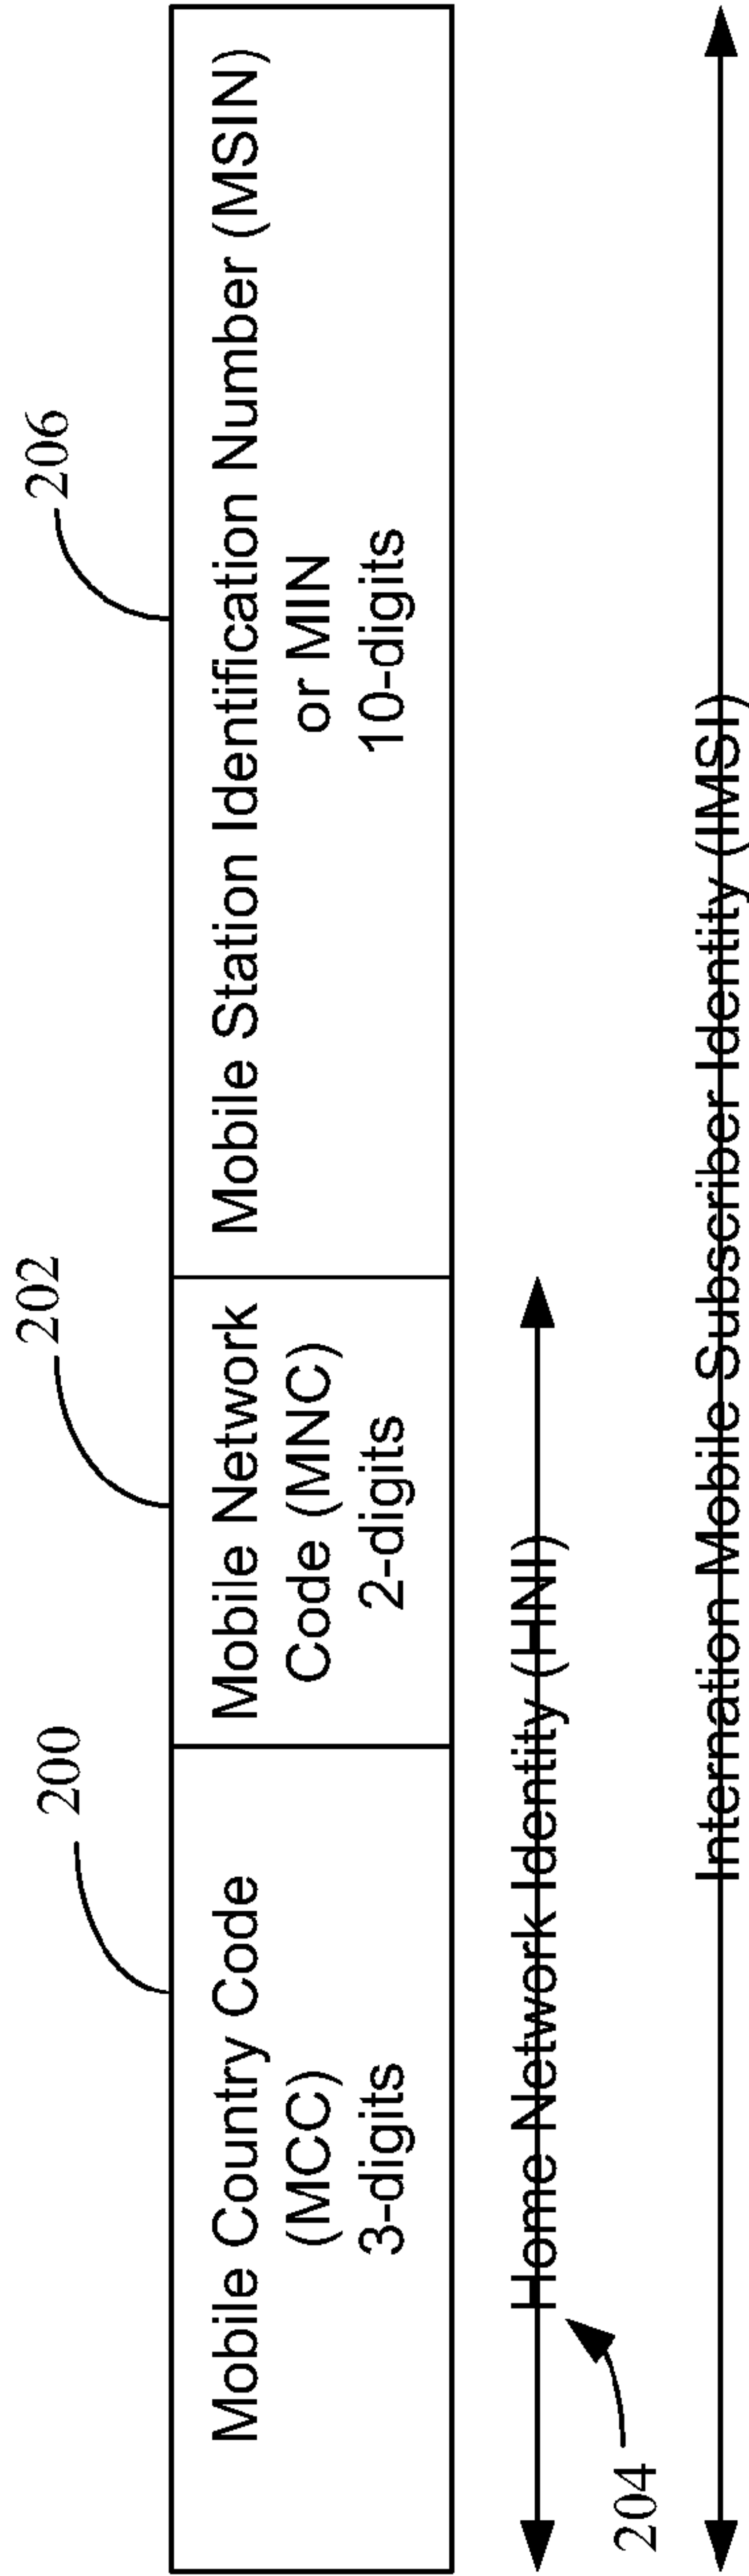 200
202
206
Mobile Country Code
(MCC)
3-digits
Mobile Network
Code (MNC)
2-digits
Mobile Station Identification Number (MSIN)
or MIN
10-digits
Home Network Identity (HNI)
204
Internation Mobile Subscriber Identity (IMSI)